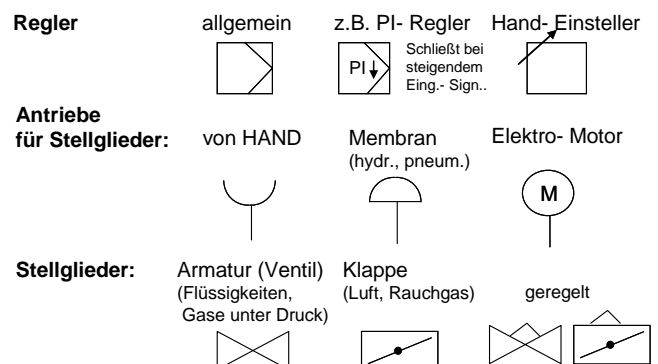 Regler allgemein z.B. PI- Regler Hand- Einsteller
PI Schließt bei
steigendem
Eing.- Sign..
Antriebe
für Stellglieder: von HAND Membran Elektro- Motor
(hydr., pneum.)
M
Stellglieder: Armatur (Ventil) Klappe
(Flüssigkeiten, (Luft, Rauchgas) geregelt
Gase unter Druck)